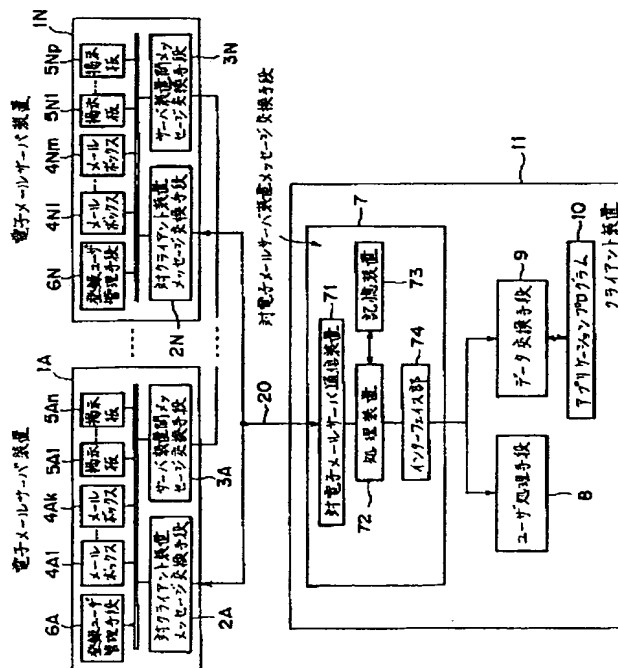 電子メールサーバ装置
1A
6A
4A1
4Ak
5A1
5An
登録ユーザ
管理手段
メール
ボックス
メール
ボックス
掲示
板
掲示
板
対クライアント装置
メッセージ交換手段
サーバ装置間メッ
セージ交換手段
2A
3A
電子メールサーバ装置
1N
6N
4N1
4Nm
5N1
5Np
登録ユーザ
管理手段
メール
ボックス
メール
ボックス
掲示
板
掲示
板
対クライアント装置
メッセージ交換手段
サーバ装置間メッ
セージ交換手段
2N
3N
20
対電子メールサーバ装置メッセージ交換手段
7
71
対電子メールサーバ通信装置
72
処理装置
73
記憶装置
74
インターフェイス部
11
ユーザ処理手段
8
データ交換手段
9
アプリケーションプログラム
10
クライアント装置